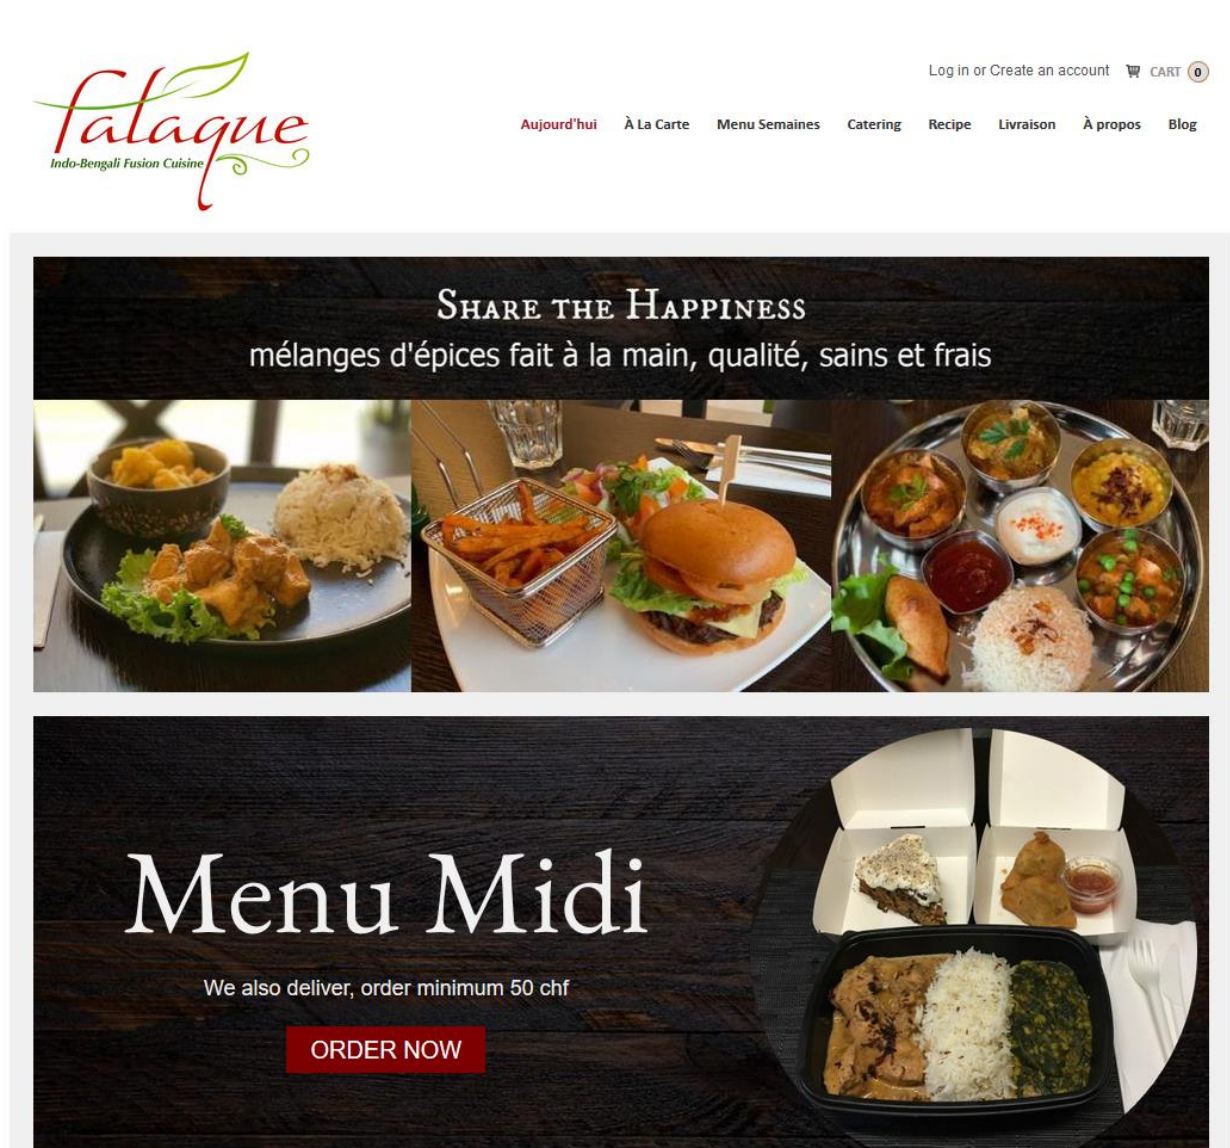 falaque
Indo-Bengali Fusion Cuisine
Log in or Create an account CART 0
Aujourd'hui À La Carte Menu Semaines Catering Recipe Livraison À propos Blog
Share the Happiness
mélanges d'épices fait à la main, qualité, sains et frais
Menu Midi
We also deliver, order minimum 50 chf
ORDER NOW